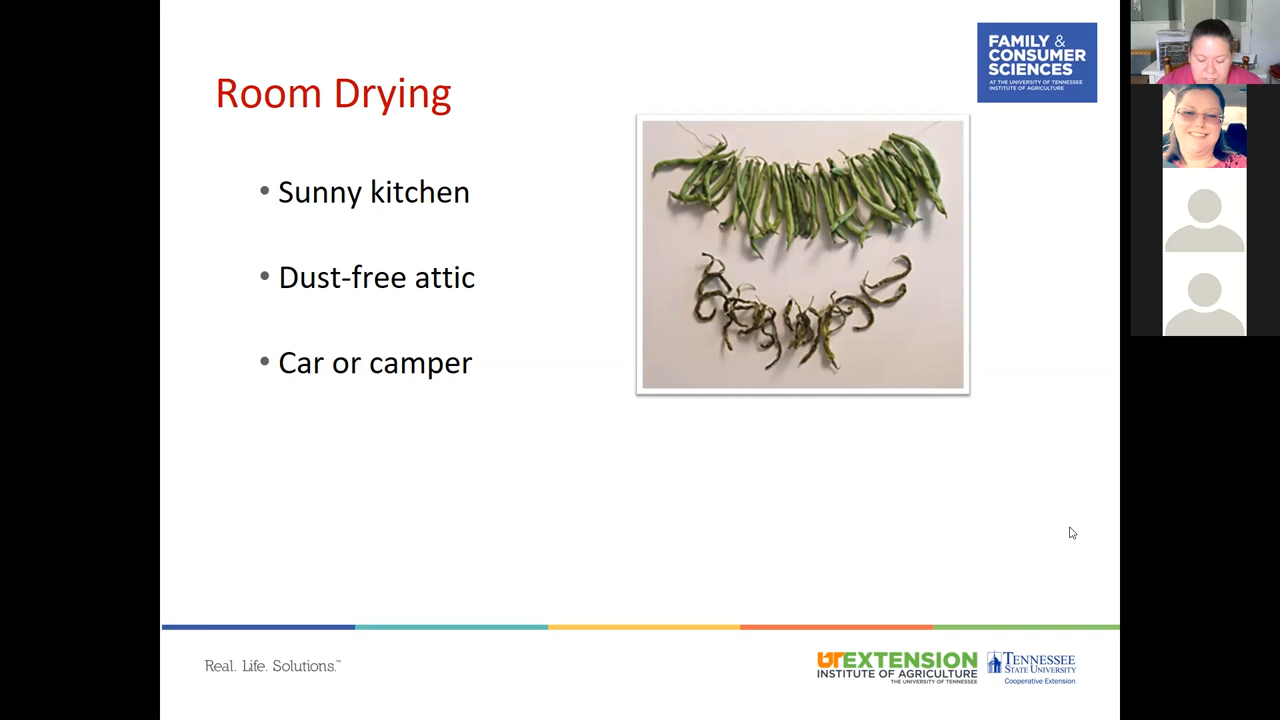 FAMILY &
CONSUMER
SCIENCES
AT THE UNIVERSITY OF TENNESSEE
INSTITUTE OF AGRICULTURE
Room Drying
• Sunny kitchen
• Dust-free attic
• Car or camper
Real. Life. Solutions.™
UTEXTENSION
INSTITUTE OF AGRICULTURE
THE UNIVERSITY OF TENNESSEE
TENNESSEE
STATE UNIVERSITY
Cooperative Extension